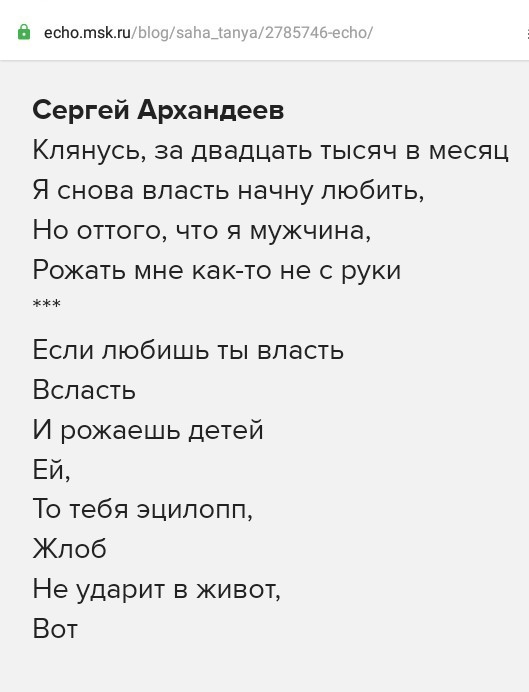 echo.msk.ru/blog/saha_tanya/2785746-echo/
Сергей Архандеев
Клянусь, за двадцать тысяч в месяц
Я снова власть начну любить,
Но оттого, что я мужчина,
Рожать мне как-то не с руки
***
Если любишь ты власть
Всласть
И рожаешь детей
Ей,
То тебя эцилопп,
Жлоб
Не ударит в живот,
Вот